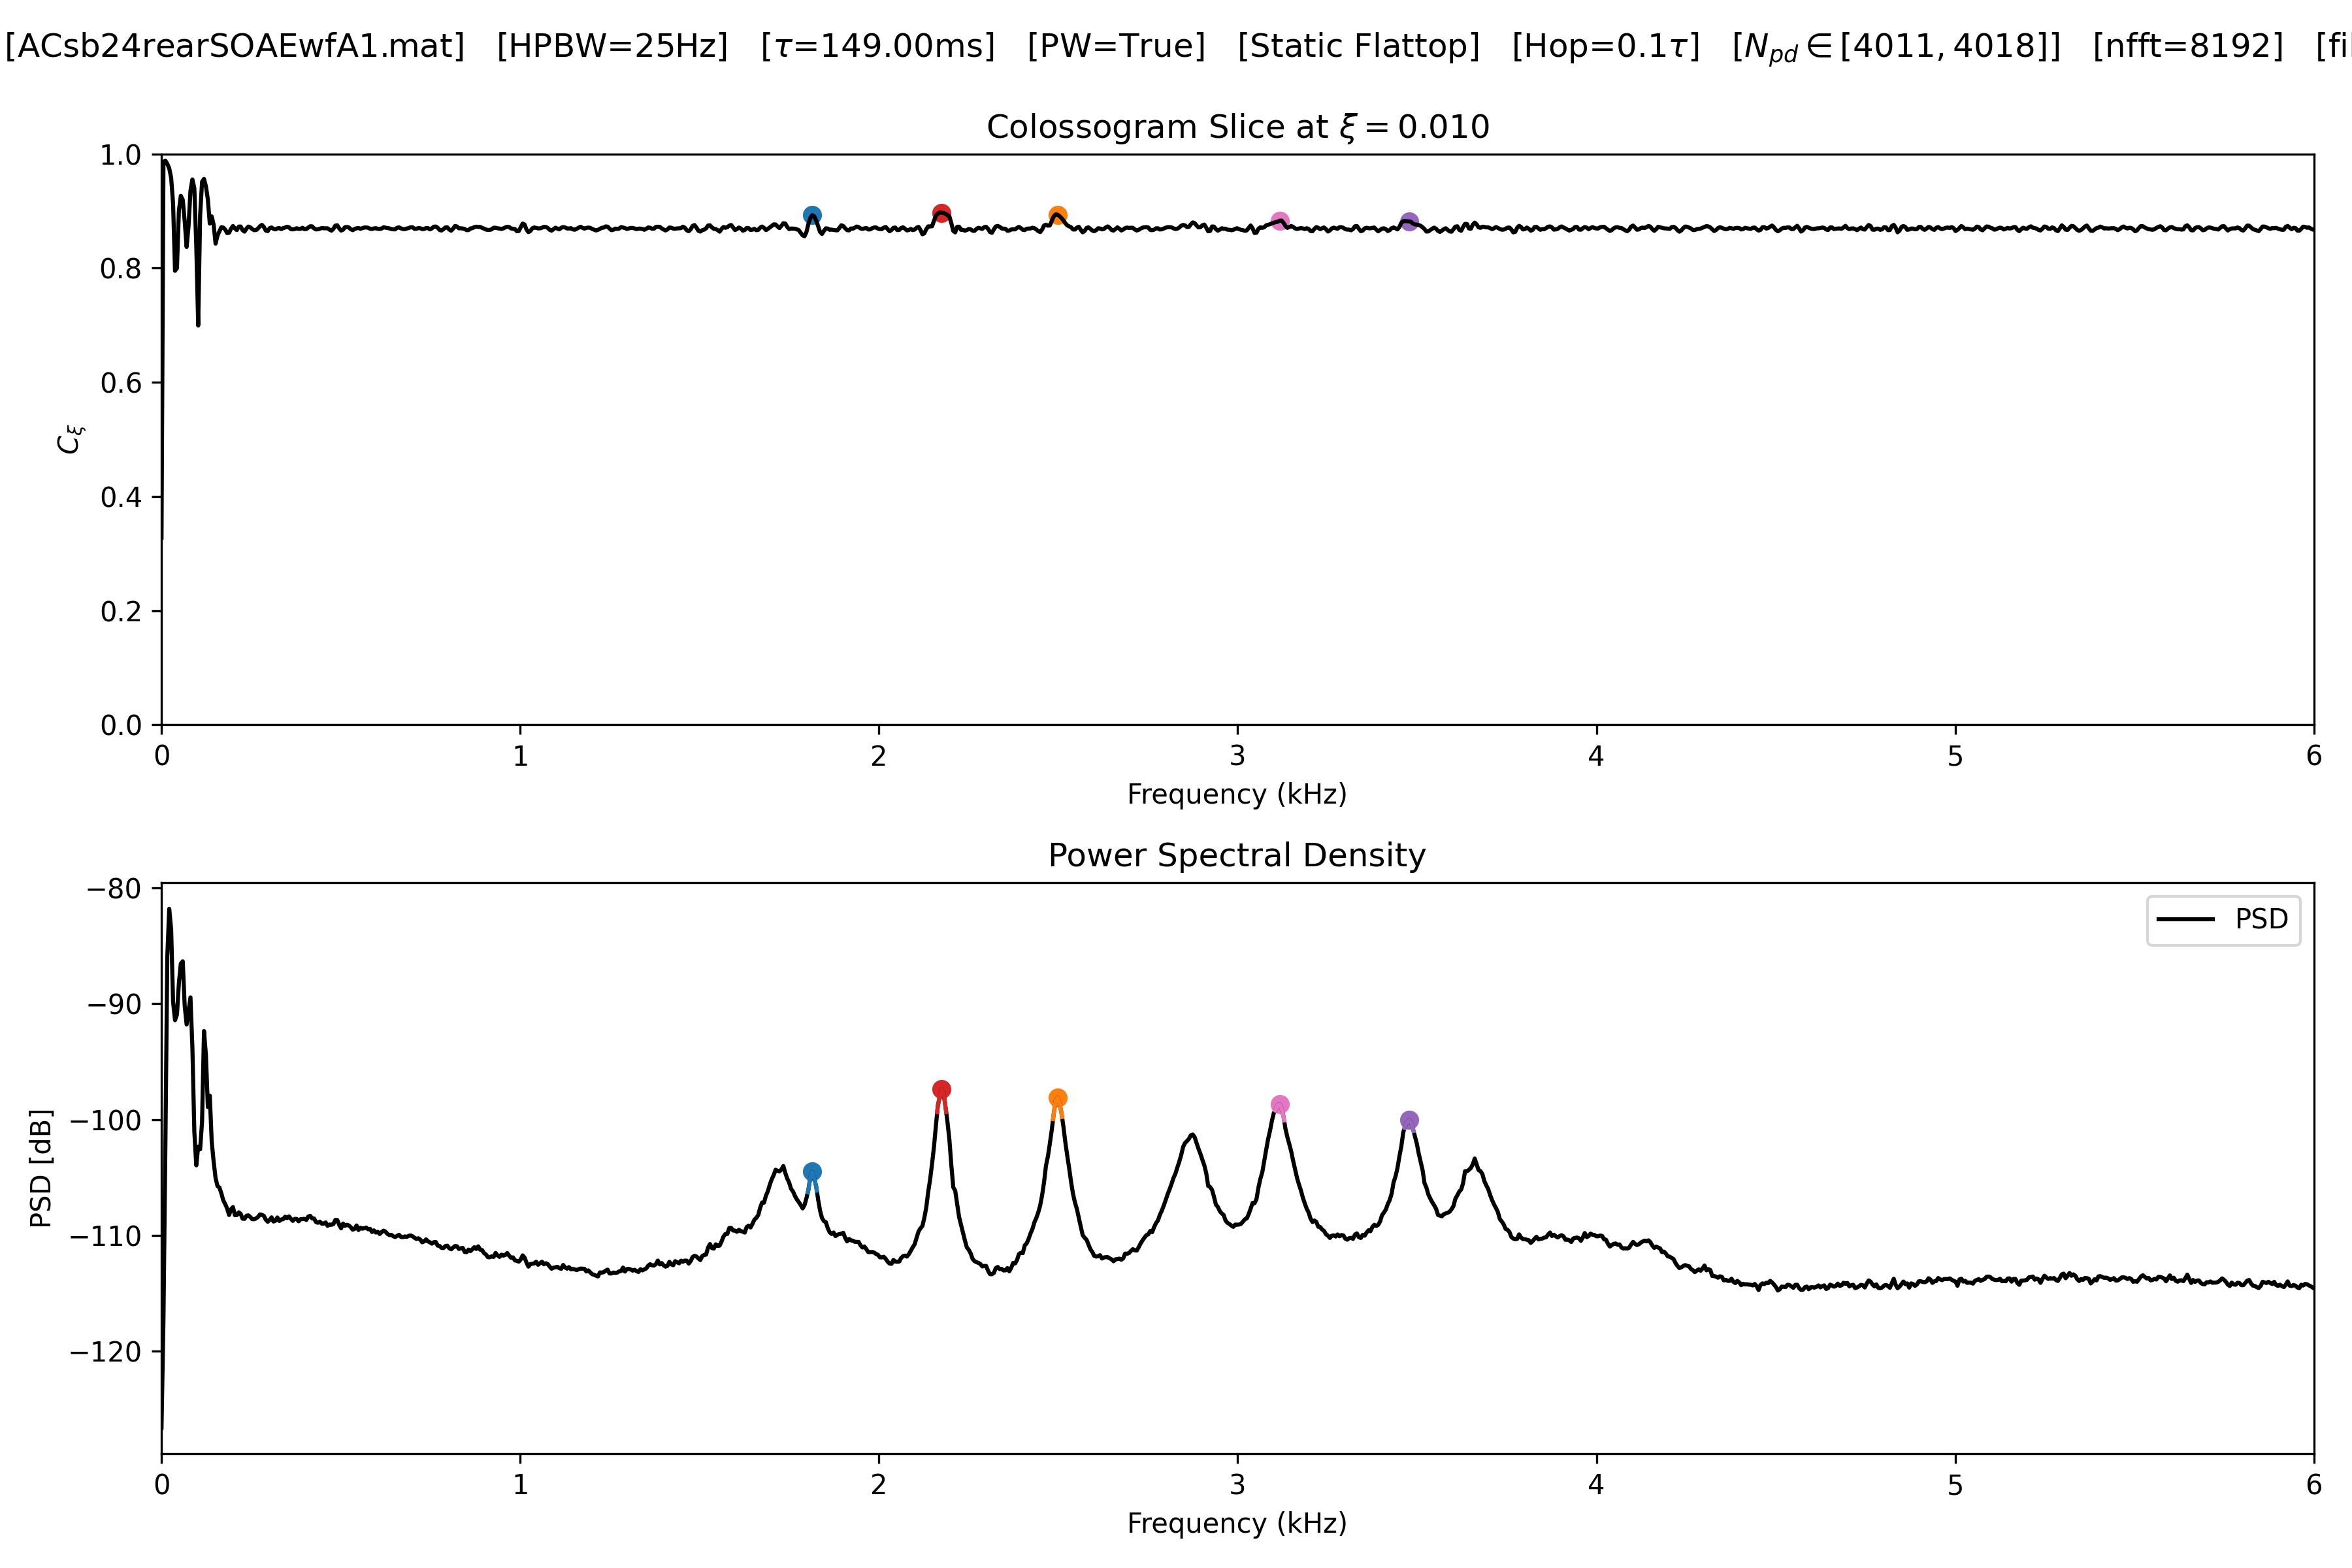 [ACsb24rearSOAEwfA1.mat] [HPBW=25Hz] [τ=149.00ms] [PW=True] [Static Flattop] [Hop=0.1τ] [N_pd ∈ [4011, 4018]] [nfft=8192]
Colossogram Slice at ξ = 0.010
1.0
0.8
0.6
0.4
0.2
0.0
C_ξ
0 1 2 3 4 5 6
Frequency (kHz)
Power Spectral Density
−80
−90
−100
−110
−120
PSD [dB]
PSD
0 1 2 3 4 5 6
Frequency (kHz)